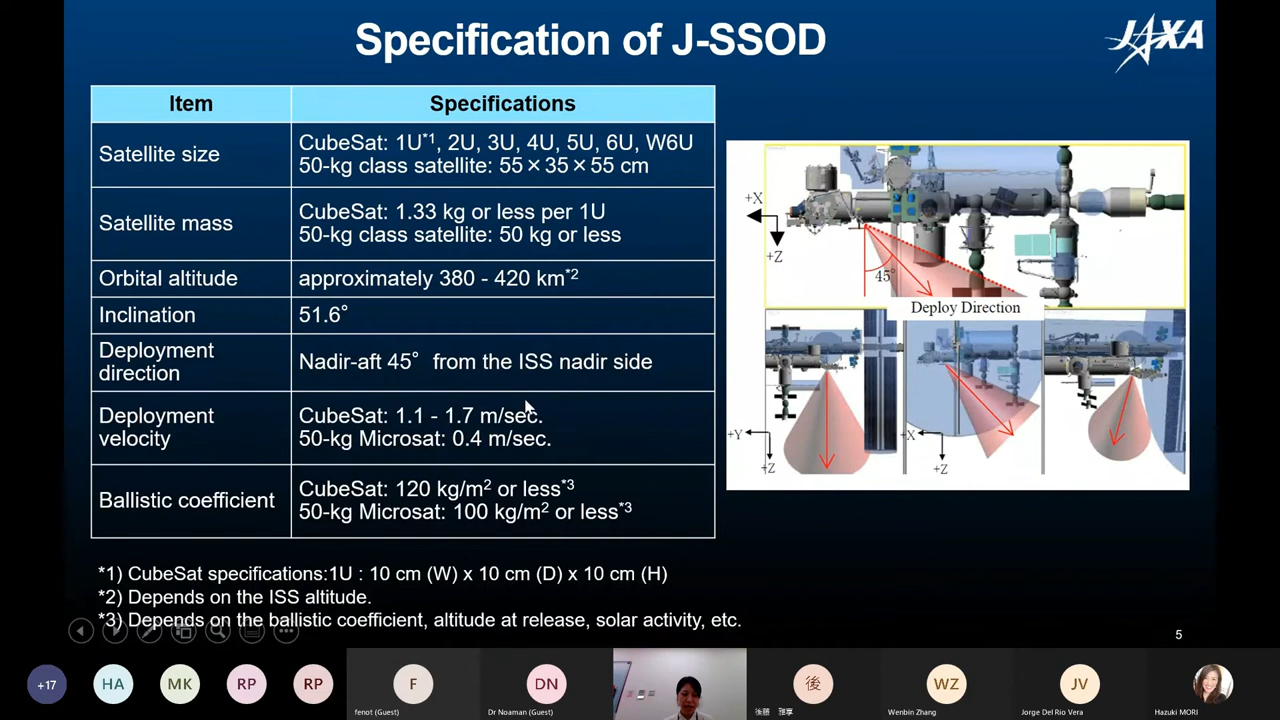 Specification of J-SSOD
JAXA
Item
Specifications
Satellite size
CubeSat: 1U*1, 2U, 3U, 4U, 5U, 6U, W6U
50-kg class satellite: 55×35×55 cm
Satellite mass
CubeSat: 1.33 kg or less per 1U
50-kg class satellite: 50 kg or less
Orbital altitude
approximately 380 - 420 km*2
Inclination
51.6°
Deployment
direction
Nadir-aft 45° from the ISS nadir side
Deployment
velocity
CubeSat: 1.1 - 1.7 m/sec.
50-kg Microsat: 0.4 m/sec.
Ballistic coefficient
CubeSat: 120 kg/m² or less*3
50-kg Microsat: 100 kg/m² or less*3
+X
+Z
45°
Deploy Direction
+Y
+Z
+X
+Z
*1) CubeSat specifications:1U : 10 cm (W) x 10 cm (D) x 10 cm (H)
*2) Depends on the ISS altitude.
*3) Depends on the ballistic coefficient, altitude at release, solar activity, etc.
5
+17
HA
MK
RP
RP
F
fenot (Guest)
DN
Dr Noaman (Guest)
後
後藤 雅享
WZ
Wenbin Zhang
JV
Jorge Del Rio Vera
Hazuki MORI